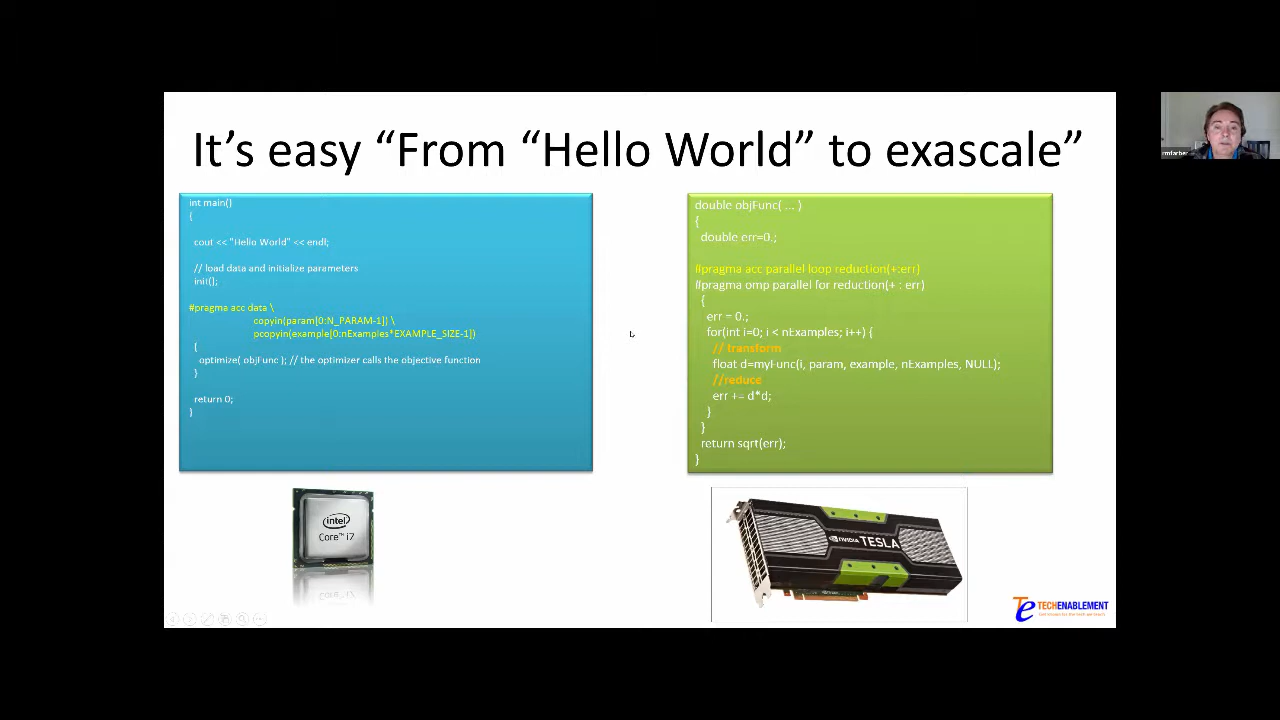 It's easy “From “Hello World” to exascale”
int main()
{
cout << "Hello World" << endl;
// load data and initialize parameters
init();
#pragma acc data \
copyin(param[0:N_PARAM-1]) \
pcopyin(example[0:nExamples*EXAMPLE_SIZE-1])
{
optimize( objFunc ); // the optimizer calls the objective function
}
return 0;
}
double objFunc( ... )
{
double err=0.;
#pragma acc parallel loop reduction(+:err)
#pragma omp parallel for reduction(+ : err)
{
err = 0.;
for(int i=0; i < nExamples; i++) {
// transform
float d=myFunc(i, param, example, nExamples, NULL);
//reduce
err += d*d;
}
}
return sqrt(err);
}
intel
Core™ i7
NVIDIA TESLA
TECHENABLEMENT
rmfarber